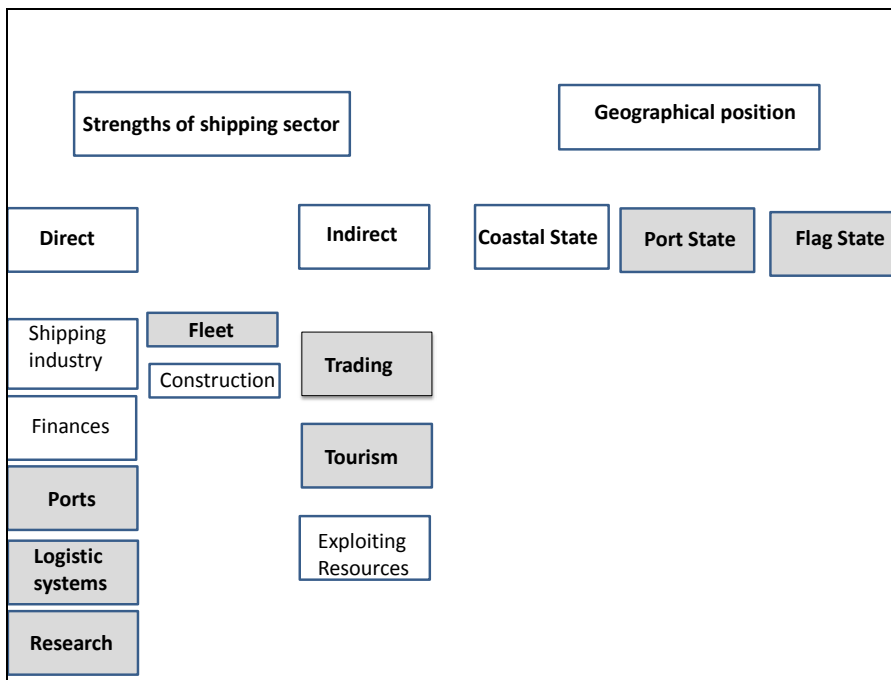 Strengths of shipping sector
Geographical position
Direct
Indirect
Coastal State
Port State
Flag State
Shipping
industry
Fleet
Construction
Trading
Finances
Tourism
Ports
Exploiting
Resources
Logistic
systems
Research